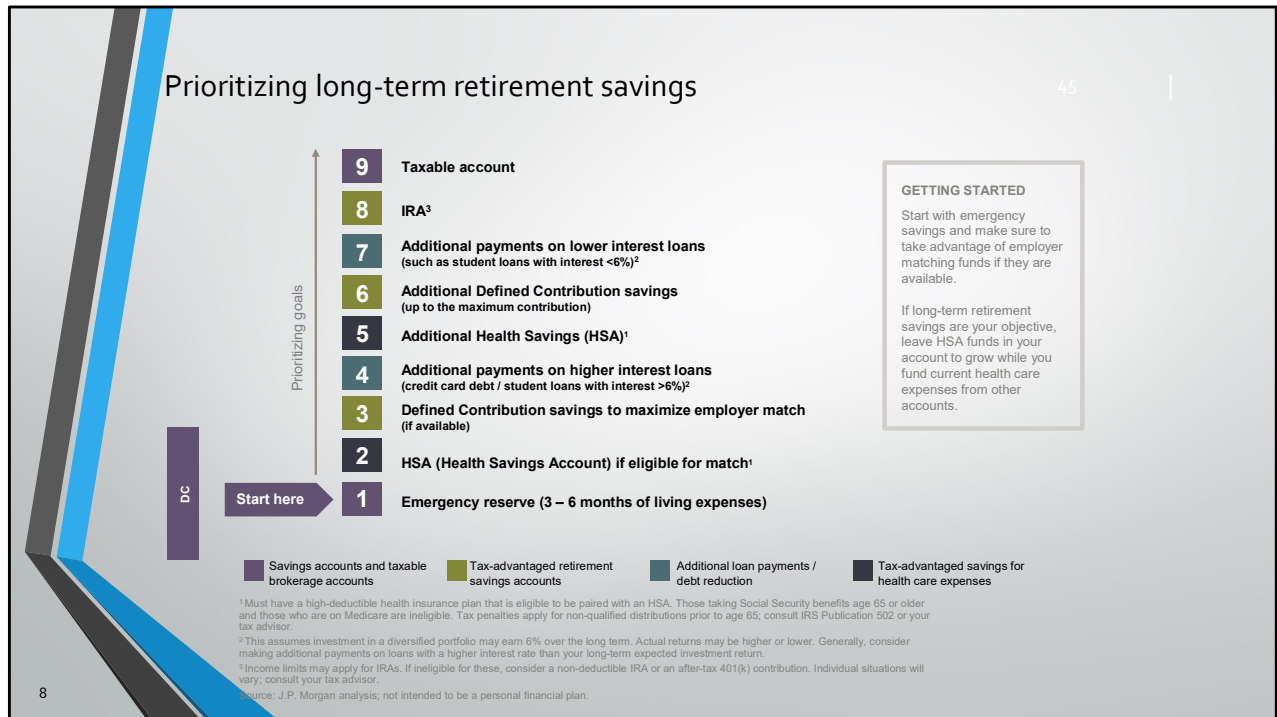 Prioritizing long-term retirement savings
45
9
Taxable account
8
IRA³
7
Additional payments on lower interest loans
(such as student loans with interest <6%)²
6
Additional Defined Contribution savings
(up to the maximum contribution)
5
Additional Health Savings (HSA)¹
4
Additional payments on higher interest loans
(credit card debt / student loans with interest >6%)²
3
Defined Contribution savings to maximize employer match
(if available)
2
HSA (Health Savings Account) if eligible for match¹
1
Emergency reserve (3 – 6 months of living expenses)
Prioritizing goals
DC
Start here
GETTING STARTED
Start with emergency
savings and make sure to
take advantage of employer
matching funds if they are
available.
If long-term retirement
savings are your objective,
leave HSA funds in your
account to grow while you
fund current health care
expenses from other
accounts.
Savings accounts and taxable
brokerage accounts
Tax-advantaged retirement
savings accounts
Additional loan payments /
debt reduction
Tax-advantaged savings for
health care expenses
¹ Must have a high-deductible health insurance plan that is eligible to be paired with an HSA. Those taking Social Security benefits age 65 or older
and those who are on Medicare are ineligible. Tax penalties apply for non-qualified distributions prior to age 65; consult IRS Publication 502 or your
tax advisor.
² This assumes investment in a diversified portfolio may earn 6% over the long term. Actual returns may be higher or lower. Generally, consider
making additional payments on loans with a higher interest rate than your long-term expected investment return.
³ Income limits may apply for IRAs. If ineligible for these, consider a non-deductible IRA or an after-tax 401(k) contribution. Individual situations will
vary; consult your tax advisor.
Source: J.P. Morgan analysis; not intended to be a personal financial plan.
8